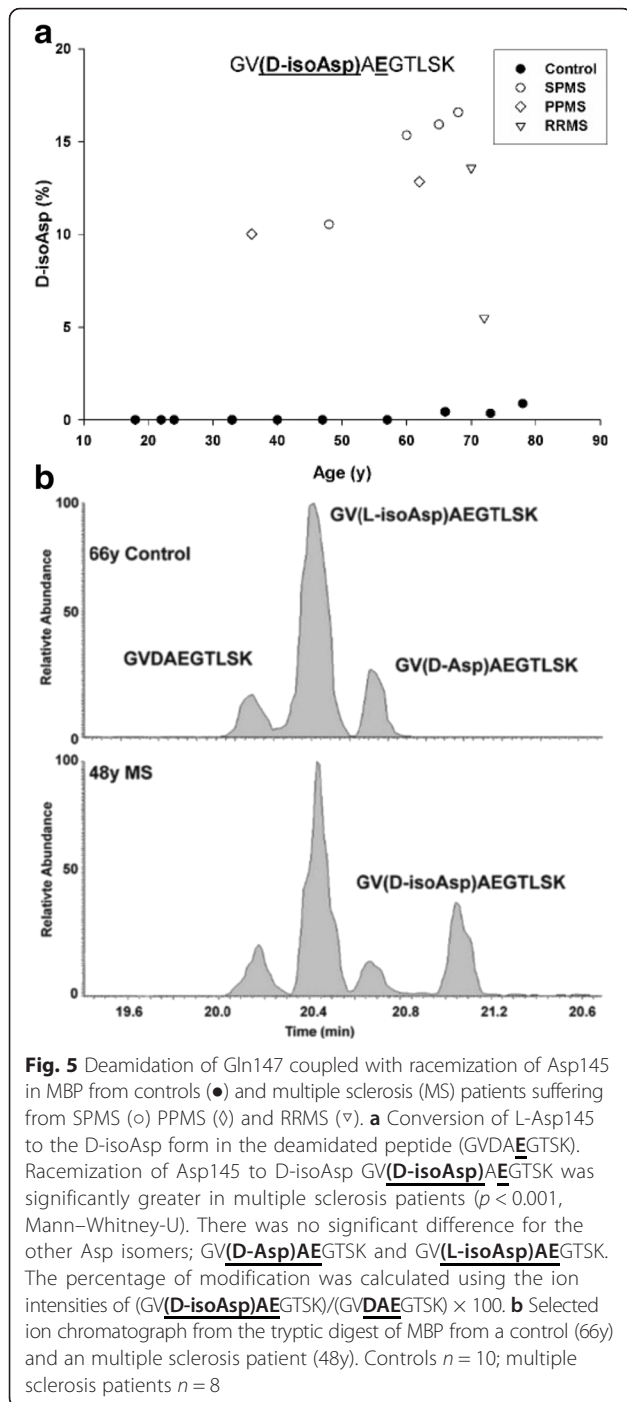 a
GV(D-isoAsp)AEGTLSK
Control
SPMS
PPMS
RRMS
20
15
10
5
0
D-isoAsp (%)
10 20 30 40 50 60 70 80 90
Age (y)
b
100
50
0
Relativte Abundance
66y Control
GV(L-isoAsp)AEGTLSK
GVDAEGTLSK
GV(D-Asp)AEGTLSK
100
50
0
Relative Abundance
48y MS
GV(D-isoAsp)AEGTLSK
19.6 20.0 20.4 20.8 21.2 20.6
Time (min)
Fig. 5 Deamidation of Gln147 coupled with racemization of Asp145
in MBP from controls (●) and multiple sclerosis (MS) patients suffering
from SPMS (○) PPMS (◊) and RRMS (▿). a Conversion of L-Asp145
to the D-isoAsp form in the deamidated peptide (GVDAEGTSK).
Racemization of Asp145 to D-isoAsp GV(D-isoAsp)AEGTSK was
significantly greater in multiple sclerosis patients (p < 0.001,
Mann–Whitney-U). There was no significant difference for the
other Asp isomers; GV(D-Asp)AEGTSK and GV(L-isoAsp)AEGTSK.
The percentage of modification was calculated using the ion
intensities of (GV(D-isoAsp)AEGTSK)/(GVDAEGTSK) × 100. b Selected
ion chromatograph from the tryptic digest of MBP from a control (66y)
and an multiple sclerosis patient (48y). Controls n = 10; multiple
sclerosis patients n = 8